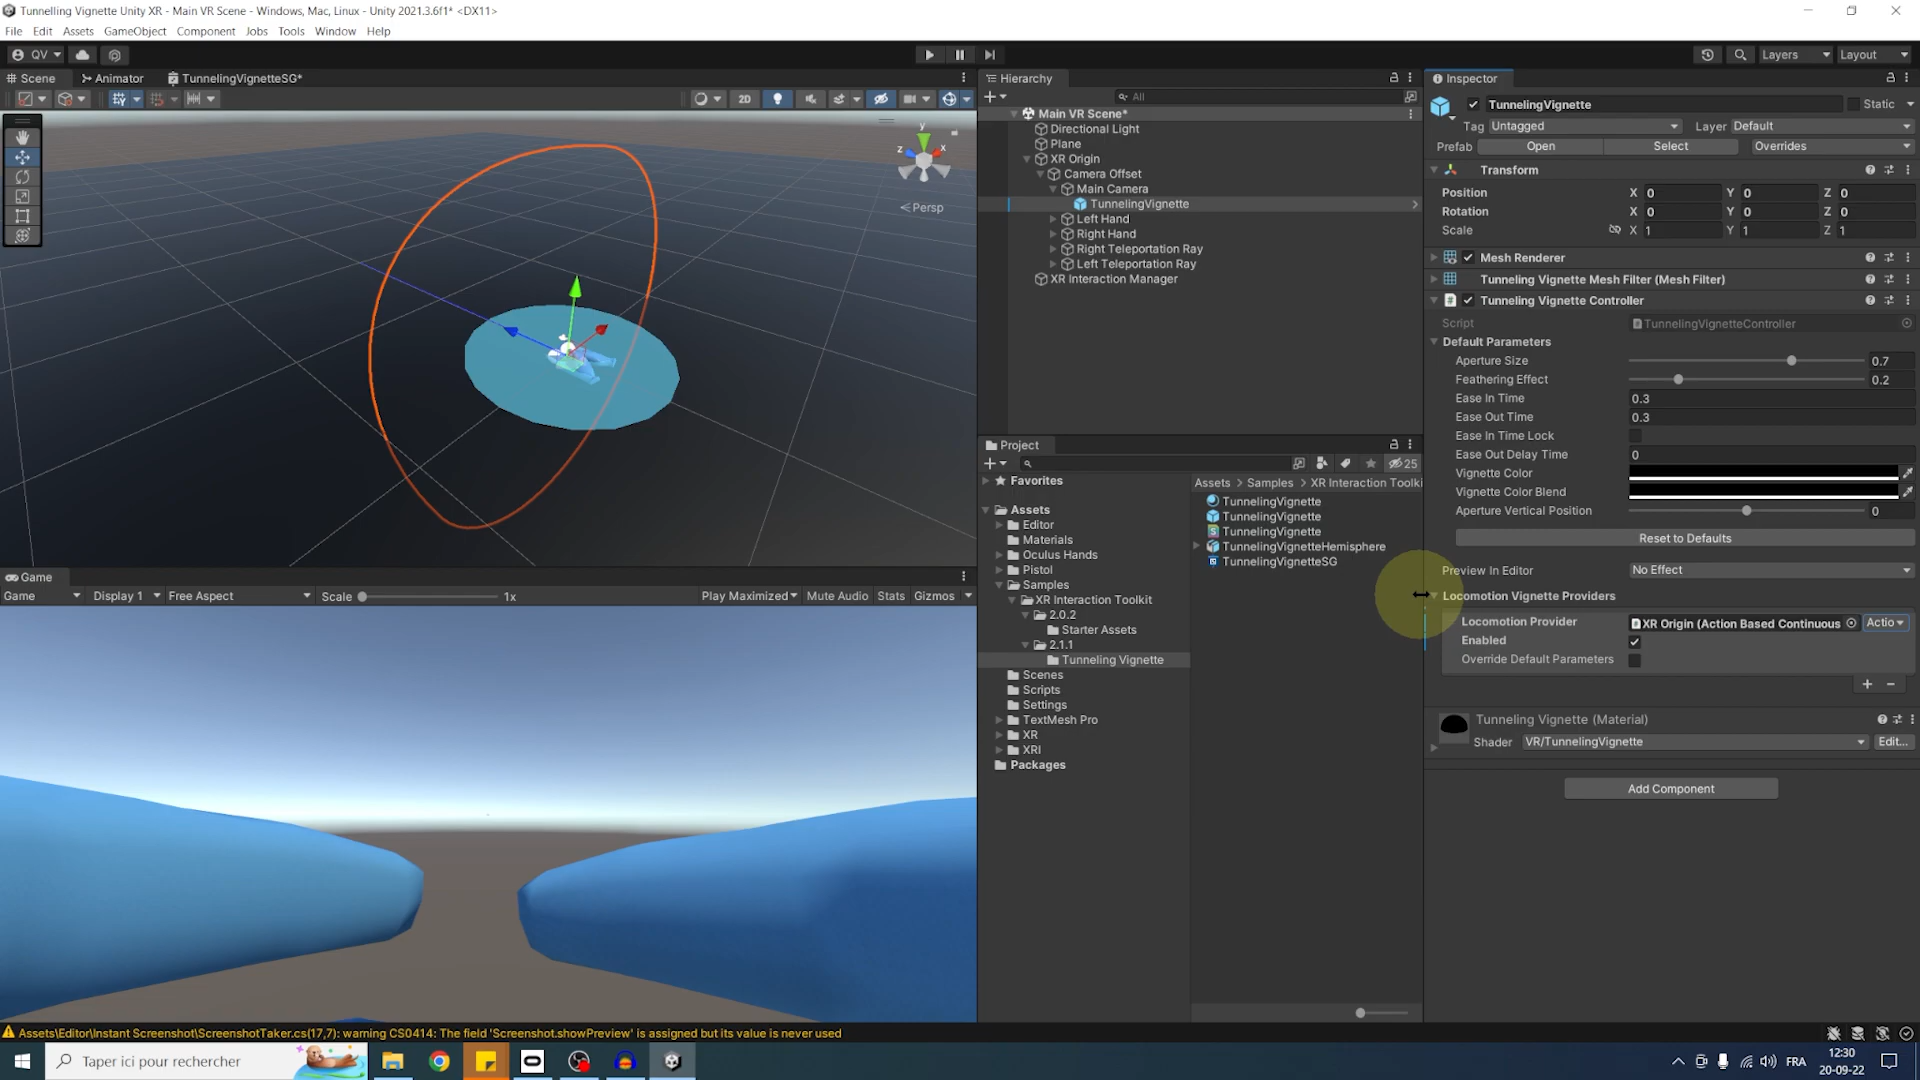 Tunnelling Vignette Unity XR - Main VR Scene - Windows, Mac, Linux - Unity 2021.3.6f1* <DX11>
File Edit Assets GameObject Component Jobs Tools Window Help
QV Layers Layout
Scene Animator TunnelingVignetteSG*
2D
y
z x
Persp
Game
Game Display 1 Free Aspect Scale 1x Play Maximized Mute Audio Stats Gizmos
Hierarchy
All
Main VR Scene*
Directional Light
Plane
XR Origin
Camera Offset
Main Camera
TunnelingVignette
Left Hand
Right Hand
Right Teleportation Ray
Left Teleportation Ray
XR Interaction Manager
Project
25
Favorites
Assets
Editor
Materials
Oculus Hands
Pistol
Samples
XR Interaction Toolkit
2.0.2
Starter Assets
2.1.1
Tunneling Vignette
Scenes
Scripts
Settings
TextMesh Pro
XR
XRI
Packages
Assets > Samples > XR Interaction Toolki
TunnelingVignette
TunnelingVignette
TunnelingVignette
TunnelingVignetteHemisphere
TunnelingVignetteSG
Inspector
TunnelingVignette Static
Tag Untagged Layer Default
Prefab Open Select Overrides
Transform
Position X 0 Y 0 Z 0
Rotation X 0 Y 0 Z 0
Scale X 1 Y 1 Z 1
Mesh Renderer
Tunneling Vignette Mesh Filter (Mesh Filter)
Tunneling Vignette Controller
Script TunnelingVignetteController
Default Parameters
Aperture Size 0.7
Feathering Effect 0.2
Ease In Time 0.3
Ease Out Time 0.3
Ease In Time Lock
Ease Out Delay Time 0
Vignette Color
Vignette Color Blend
Aperture Vertical Position 0
Reset to Defaults
Preview In Editor No Effect
Locomotion Vignette Providers
Locomotion Provider XR Origin (Action Based Continuous Actio
Enabled
Override Default Parameters
+ -
Tunneling Vignette (Material)
Shader VR/TunnelingVignette Edit...
Add Component
Assets\Editor\Instant Screenshot\ScreenshotTaker.cs(17,7): warning CS0414: The field 'Screenshot.showPreview' is assigned but its value is never used
Taper ici pour rechercher
FRA
12:30
20-09-22